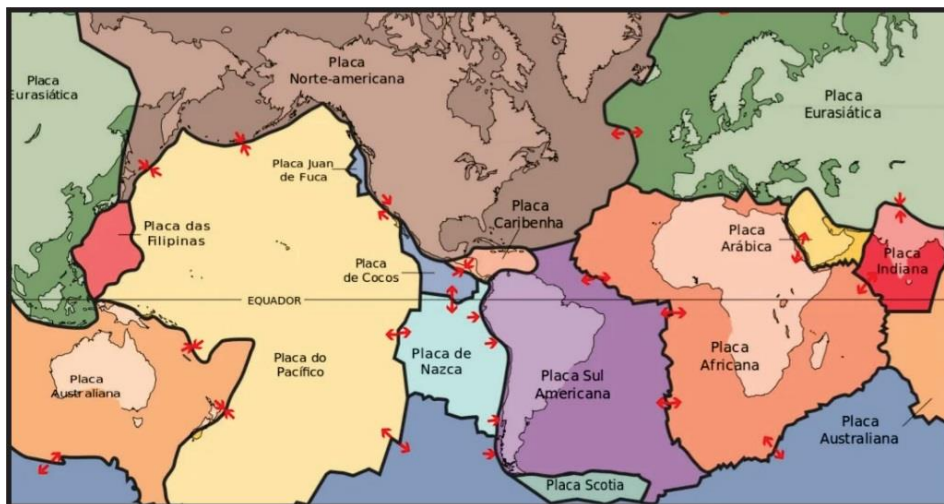 Placa
Norte-americana
Placa
Eurasiática
Placa
Eurasiática
Placa Juan
de Fuca
Placa das
Filipinas
Placa
Caribenha
Placa
de Cocos
Placa
Arábica
Placa
Indiana
EQUADOR
Placa do
Pacífico
Placa de
Nazca
Placa Sul
Americana
Placa
Africana
Placa
Australiana
Placa
Australiana
Placa Scotia